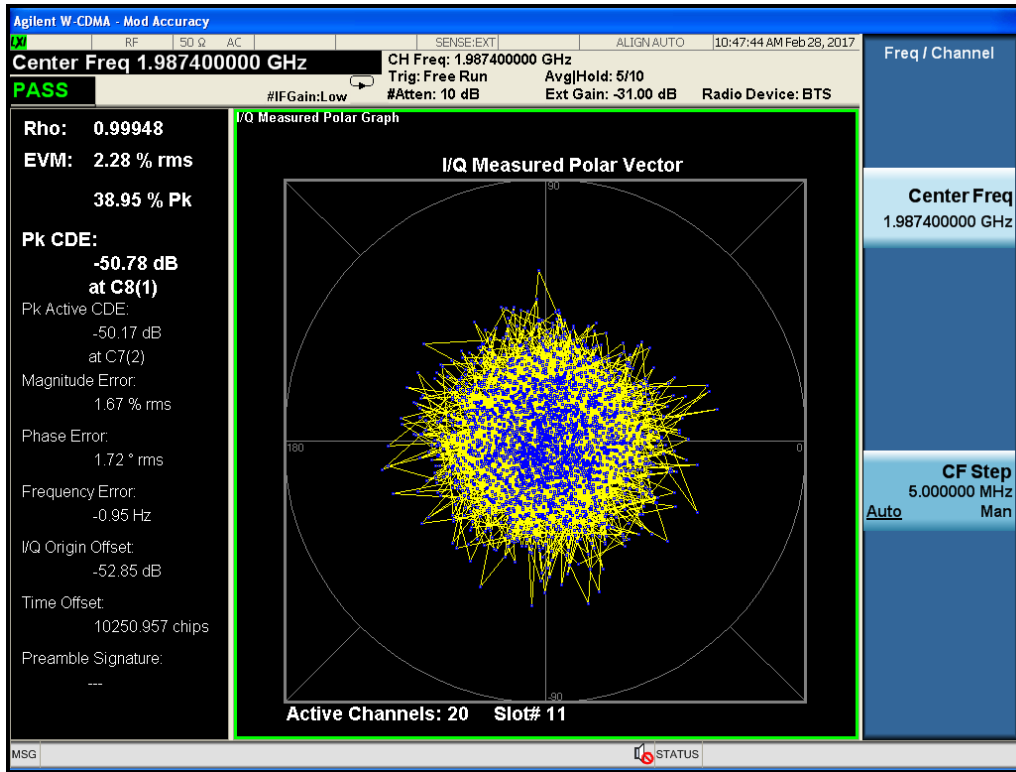 Agilent W-CDMA - Mod Accuracy
LXI RF 50 Ω AC SENSE:EXT ALIGN AUTO 10:47:44 AM Feb 28, 2017
Center Freq 1.987400000 GHz
PASS
#IFGain:Low
CH Freq: 1.987400000 GHz
Trig: Free Run Avg|Hold: 5/10
#Atten: 10 dB Ext Gain: -31.00 dB Radio Device: BTS
Rho: 0.99948
EVM: 2.28 % rms
38.95 % Pk
Pk CDE:
-50.78 dB
at C8(1)
Pk Active CDE:
-50.17 dB
at C7(2)
Magnitude Error:
1.67 % rms
Phase Error:
1.72 ° rms
Frequency Error:
-0.95 Hz
I/Q Origin Offset:
-52.85 dB
Time Offset:
10250.957 chips
Preamble Signature:
---
I/Q Measured Polar Graph
I/Q Measured Polar Vector
90
180
0
-90
Active Channels: 20 Slot# 11
Freq / Channel
Center Freq
1.987400000 GHz
CF Step
5.000000 MHz
Auto Man
MSG STATUS